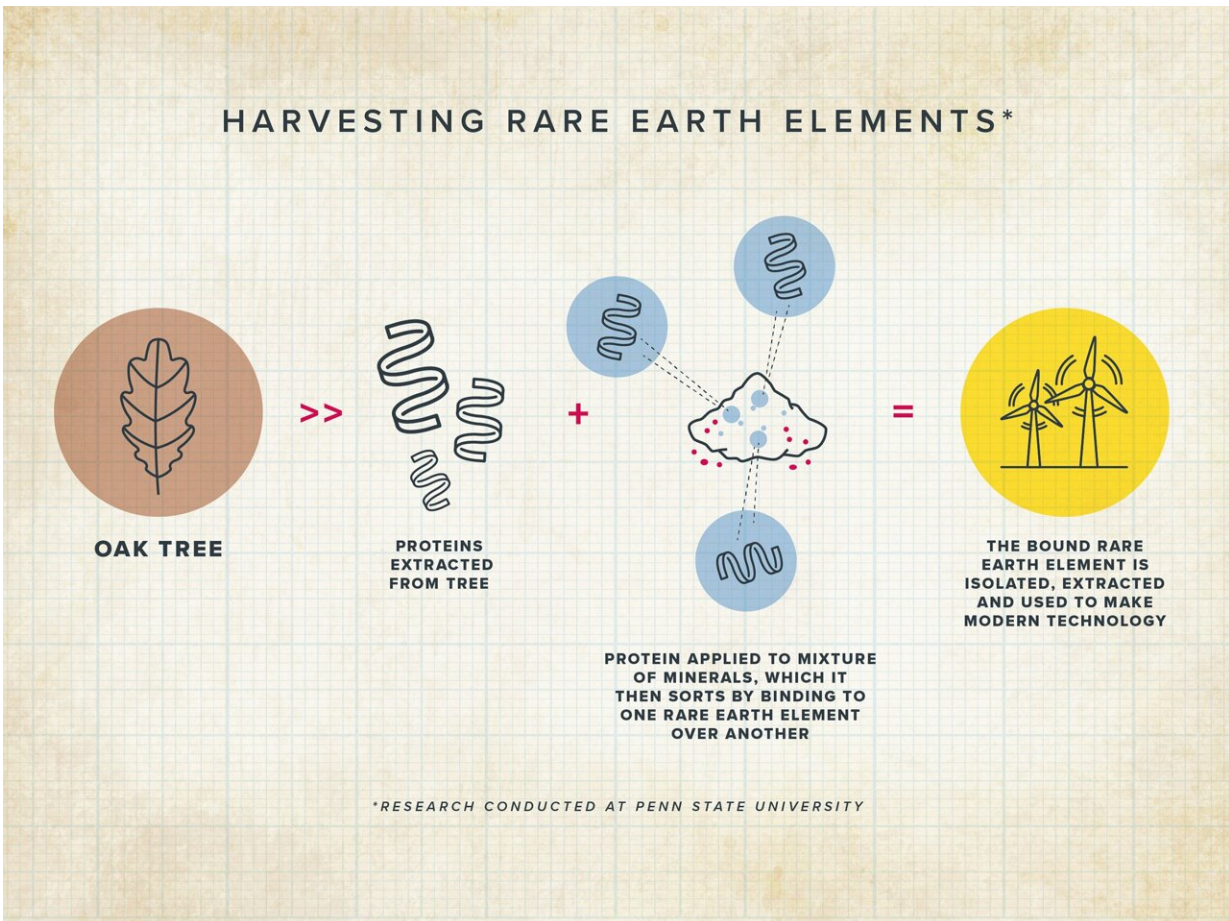 HARVESTING RARE EARTH ELEMENTS*
>>
+
=
OAK TREE
PROTEINS
EXTRACTED
FROM TREE
PROTEIN APPLIED TO MIXTURE
OF MINERALS, WHICH IT
THEN SORTS BY BINDING TO
ONE RARE EARTH ELEMENT
OVER ANOTHER
THE BOUND RARE
EARTH ELEMENT IS
ISOLATED, EXTRACTED
AND USED TO MAKE
MODERN TECHNOLOGY
*RESEARCH CONDUCTED AT PENN STATE UNIVERSITY